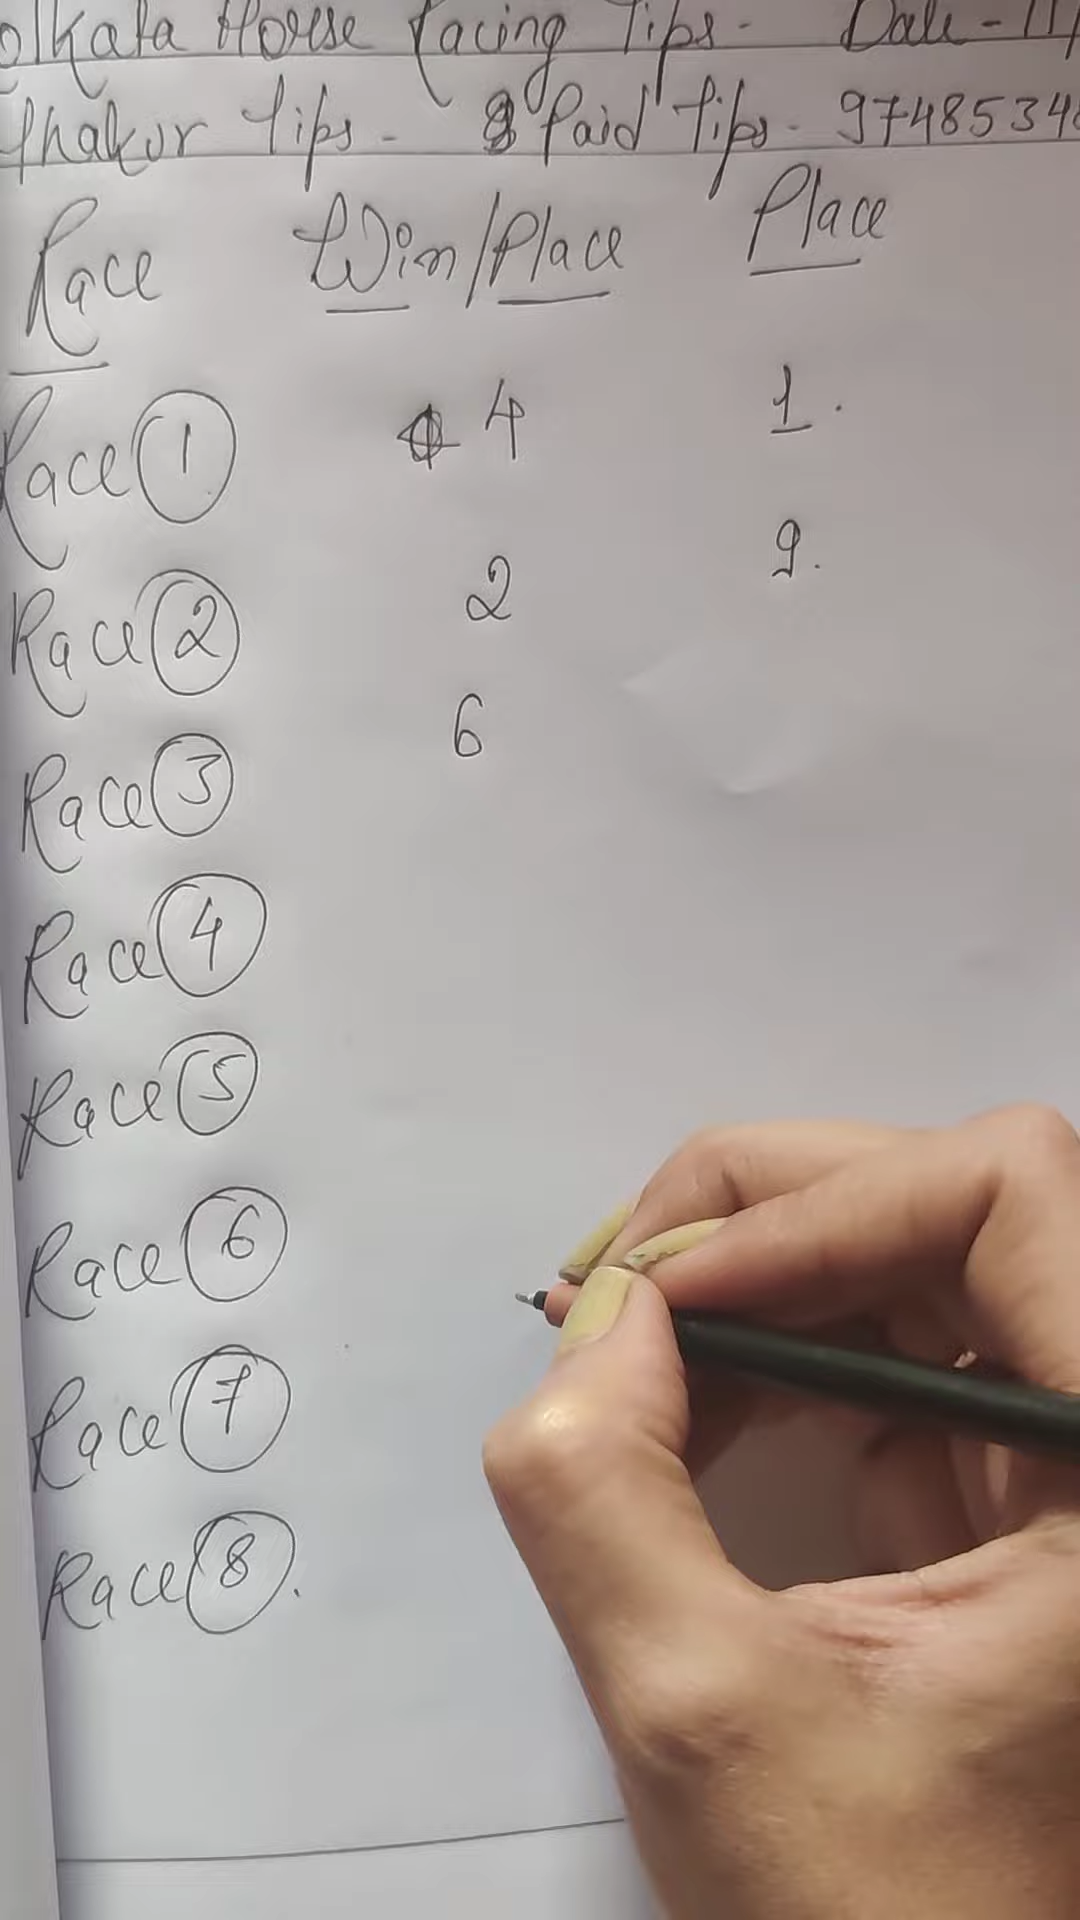 olkata Horse Racing Tips- Date-11/
Thakur Tips- Paid Tips- 9748534
Race Win/Place Place
Race 1 4 1.
Race 2 2 9.
Race 3 6
Race 4
Race 5
Race 6
Race 7
Race 8.